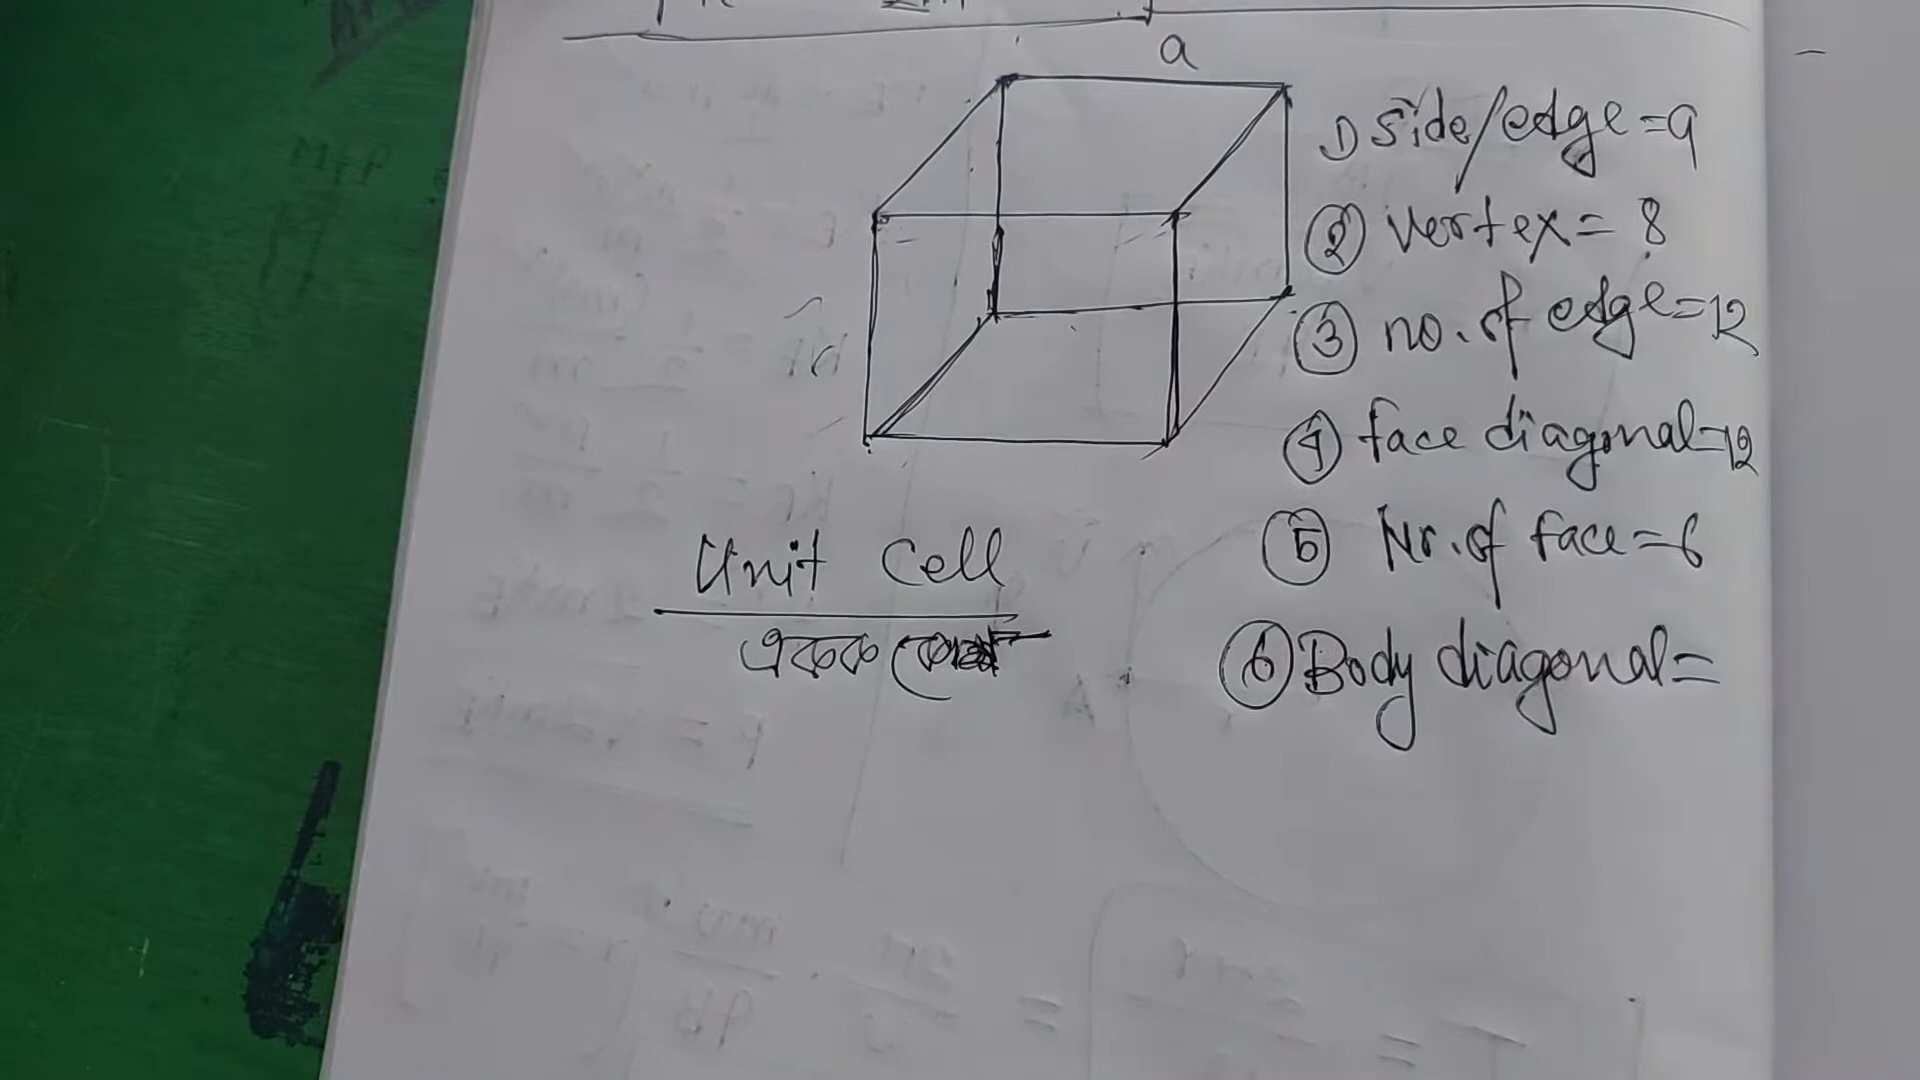 a
1) side/edge = a
② Vertex = 8
③ no. of edge = 12
④ face diagonal = 12
⑤ Nr. of face = 6
⑥ Body diagonal =
Unit Cell
একক